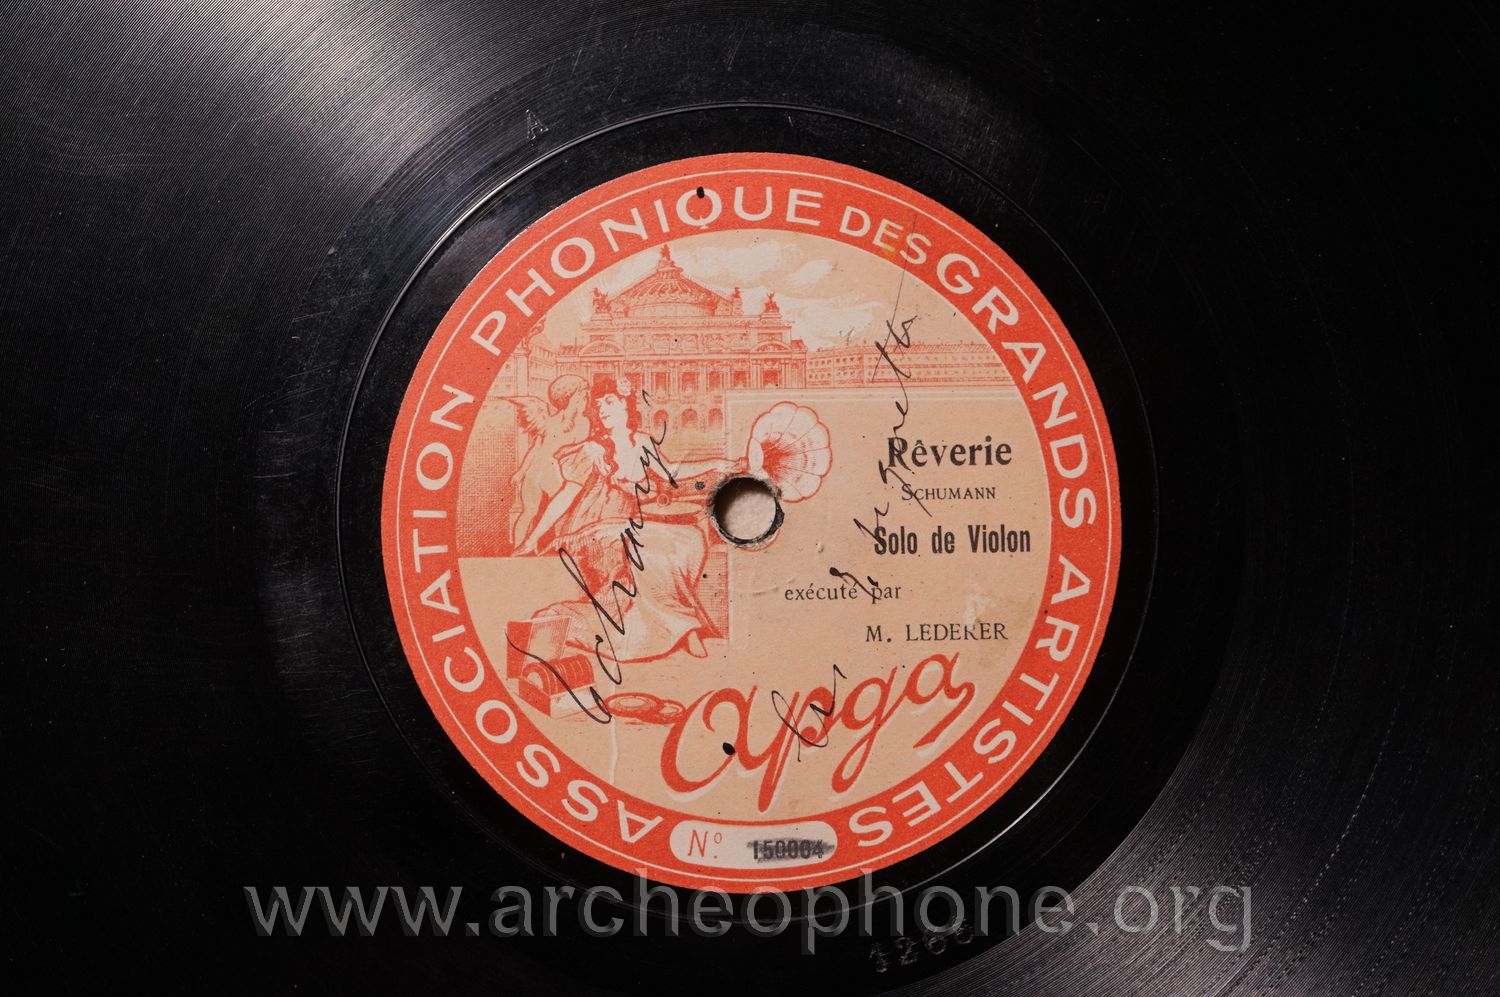 A
ASSOCIATION PHONIQUE DES GRANDS ARTISTES
Rêverie
SCHUMANN
Solo de Violon
exécuté par
M. LEDERER
Apga
Nº. 150004
Echangé
www.archeophone.org